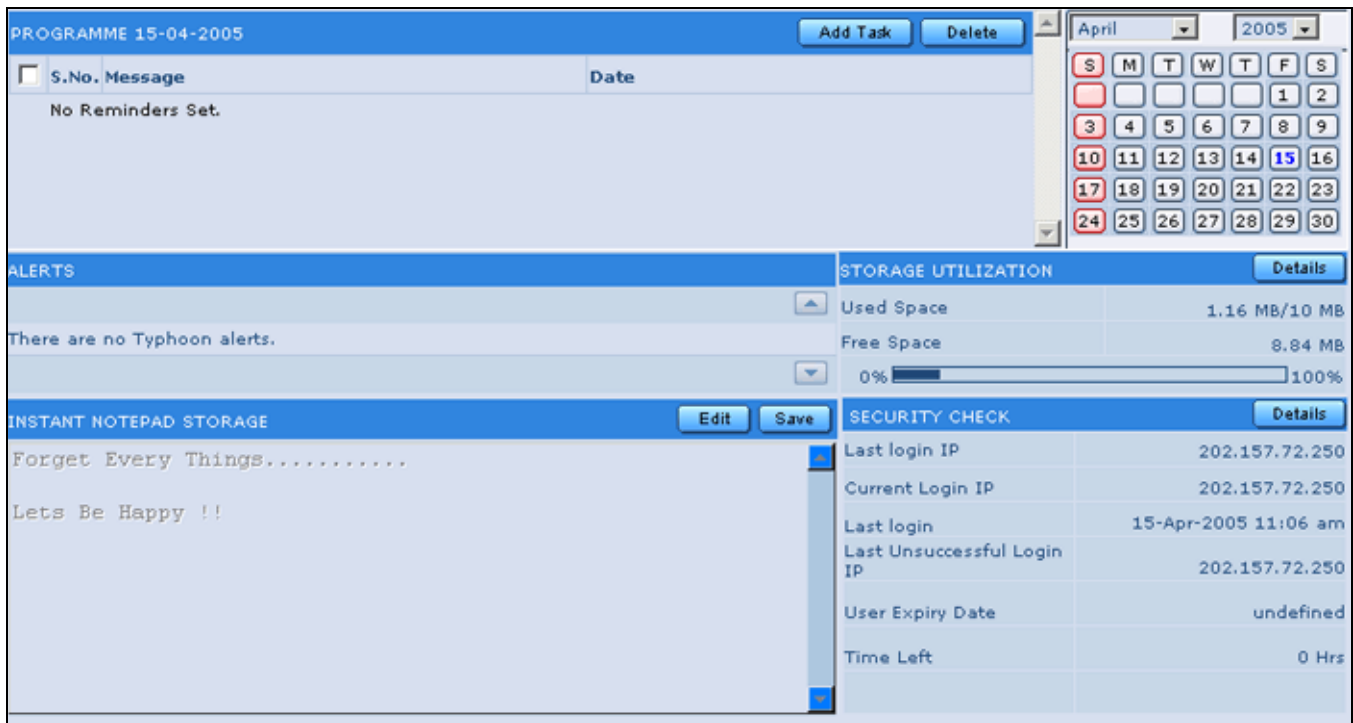 PROGRAMME 15-04-2005 Add Task Delete
S.No. Message Date
No Reminders Set.
April 2005
S M T W T F S
1 2
3 4 5 6 7 8 9
10 11 12 13 14 15 16
17 18 19 20 21 22 23
24 25 26 27 28 29 30
ALERTS
There are no Typhoon alerts.
STORAGE UTILIZATION Details
Used Space 1.16 MB/10 MB
Free Space 8.84 MB
0% 100%
INSTANT NOTEPAD STORAGE Edit Save
Forget Every Things...........
Lets Be Happy !!
SECURITY CHECK Details
Last login IP 202.157.72.250
Current Login IP 202.157.72.250
Last login 15-Apr-2005 11:06 am
Last Unsuccessful Login
IP 202.157.72.250
User Expiry Date undefined
Time Left 0 Hrs